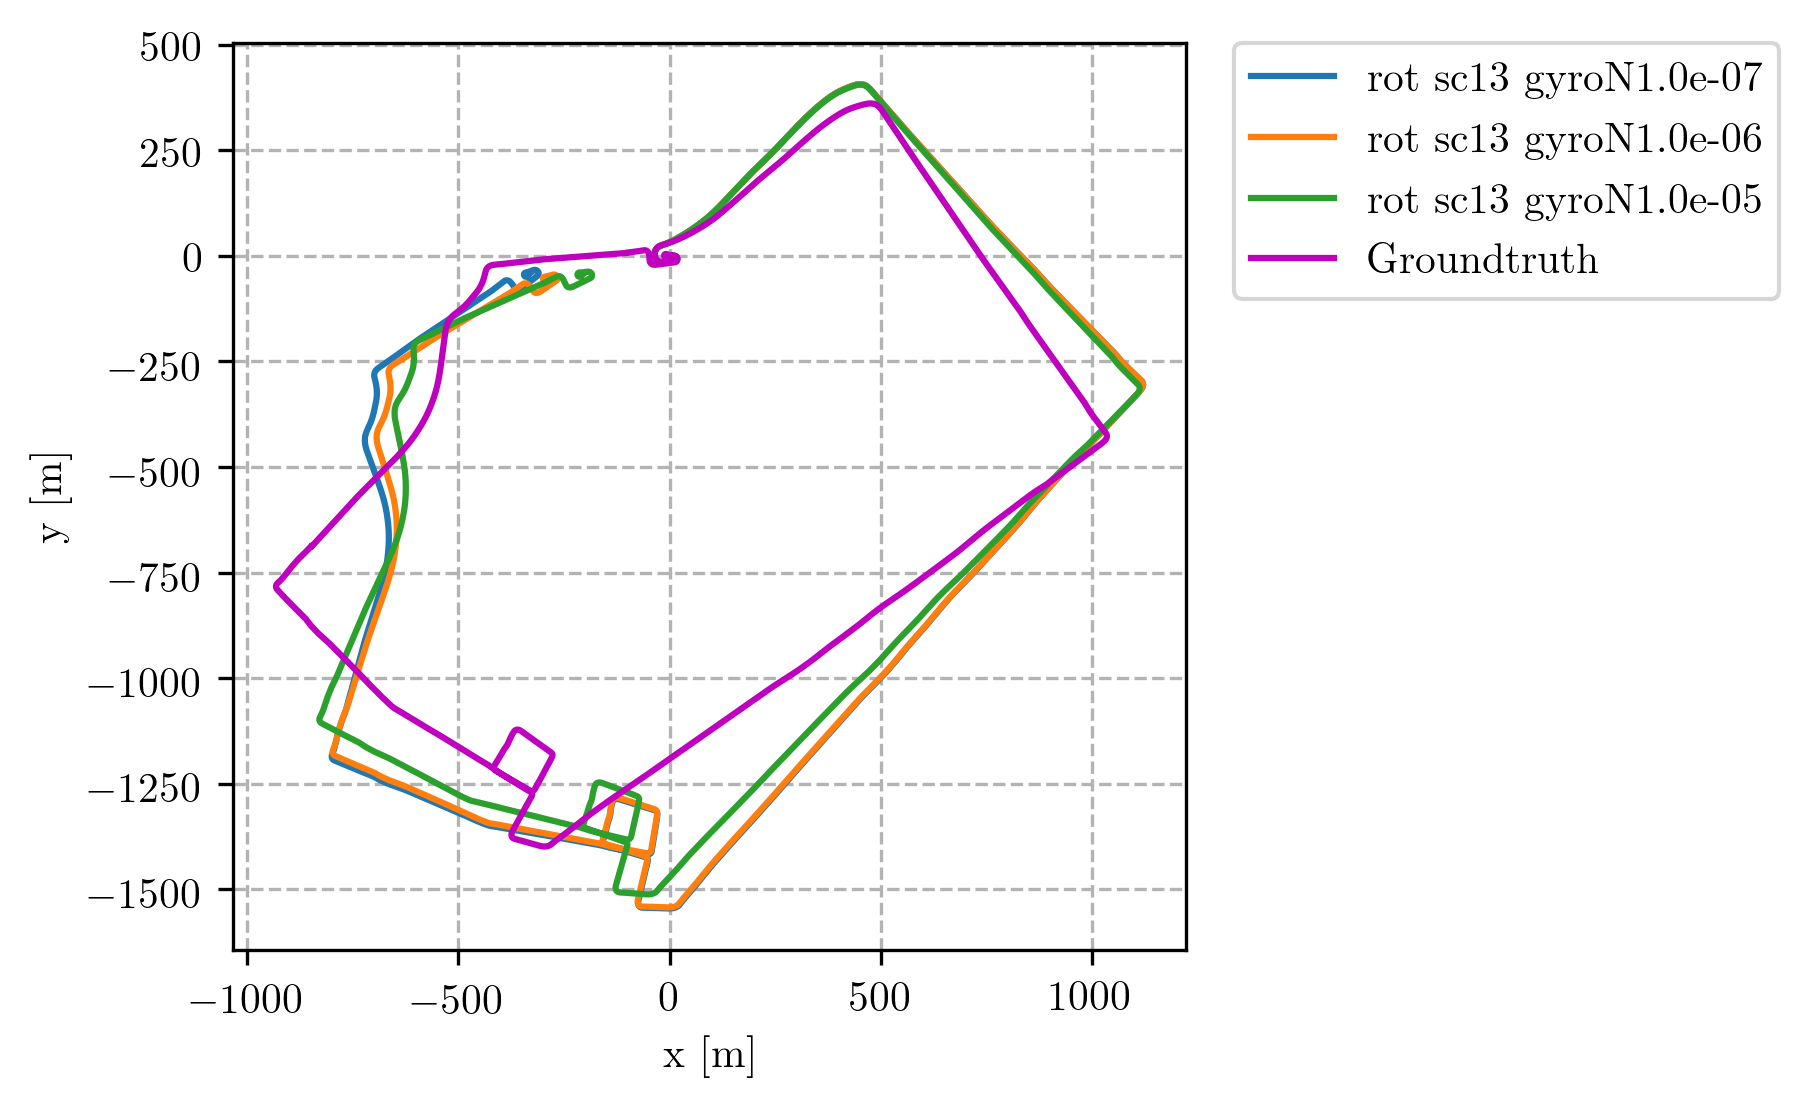 500
250
0
−250
−500
−750
−1000
−1250
−1500
y [m]
−1000 −500 0 500 1000
x [m]
rot sc13 gyroN1.0e-07
rot sc13 gyroN1.0e-06
rot sc13 gyroN1.0e-05
Groundtruth